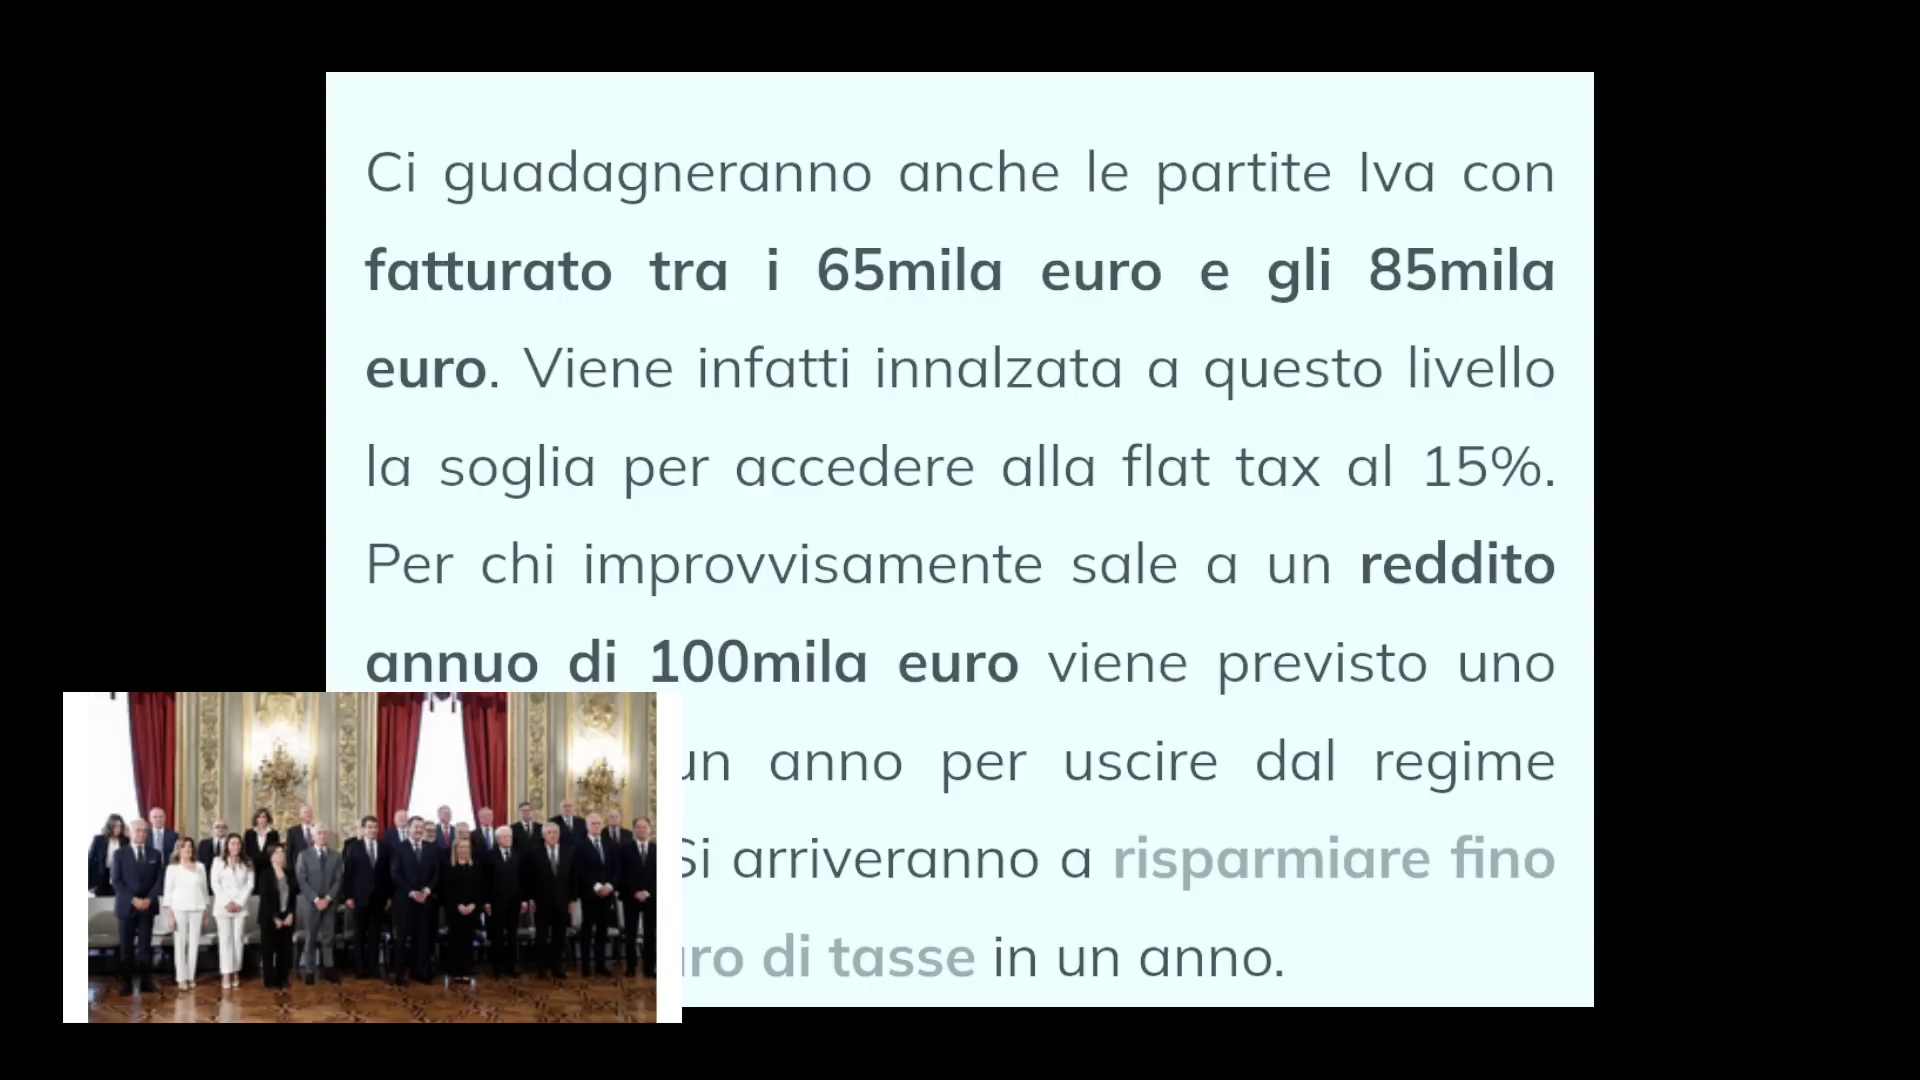 Ci guadagneranno anche le partite Iva con
fatturato tra i 65mila euro e gli 85mila
euro. Viene infatti innalzata a questo livello
la soglia per accedere alla flat tax al 15%.
Per chi improvvisamente sale a un reddito
annuo di 100mila euro viene previsto uno
un anno per uscire dal regime
Si arriveranno a risparmiare fino
di tasse in un anno.